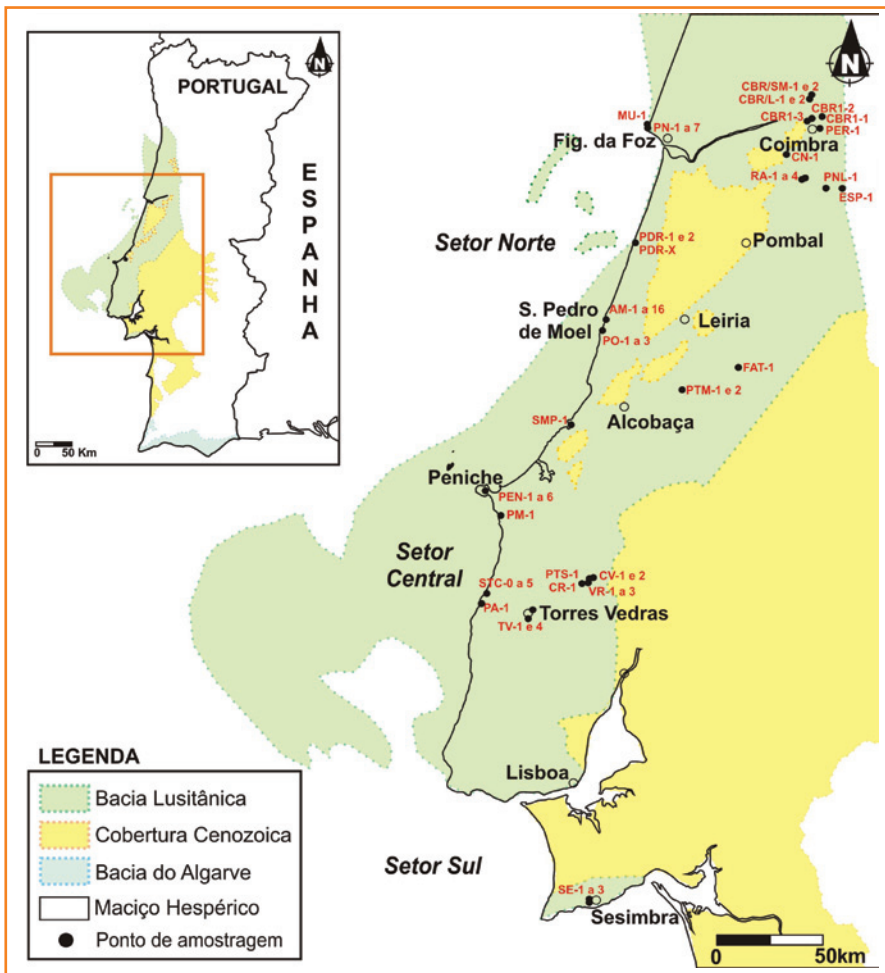 N
PORTUGAL
ESPANHA
0 50 Km
N
CBR/SM-1 e 2
CBR/L-1 e 2
CBR1-2
CBR1-1
CBR1-3
PER-1
MU-1
PN-1 a 7
Fig. da Foz
Coimbra
CN-1
RA-1 a 4
PNL-1
ESP-1
Setor Norte
PDR-1 e 2
PDR-X
Pombal
S. Pedro
de Moel
AM-1 a 16
PO-1 a 3
Leiria
FAT-1
PTM-1 e 2
Alcobaça
SMP-1
Peniche
PEN-1 a 6
PM-1
Setor
Central
STC-0 a 5
PTS-1
CV-1 e 2
CR-1
VR-1 a 3
PA-1
Torres Vedras
TV-1 e 4
Lisboa
Setor Sul
SE-1 a 3
Sesimbra
0 50km
LEGENDA
Bacia Lusitânica
Cobertura Cenozoica
Bacia do Algarve
Maciço Hespérico
Ponto de amostragem